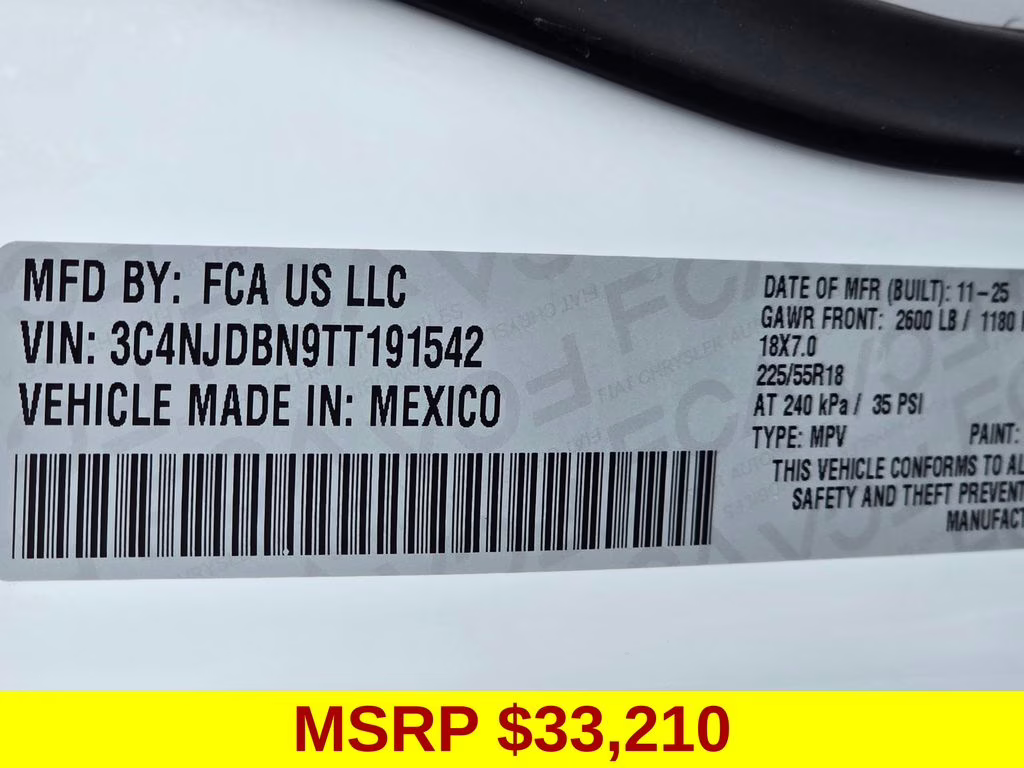 MFD BY: FCA US LLC
VIN: 3C4NJDBN9TT191542
VEHICLE MADE IN: MEXICO
DATE OF MFR (BUILT): 11-25
GAWR FRONT: 2600 LB / 1180
18X7.0
225/55R18
AT 240 kPa / 35 PSI
TYPE: MPV PAINT:
THIS VEHICLE CONFORMS TO AL
SAFETY AND THEFT PREVENT
MANUFACT
MSRP $33,210